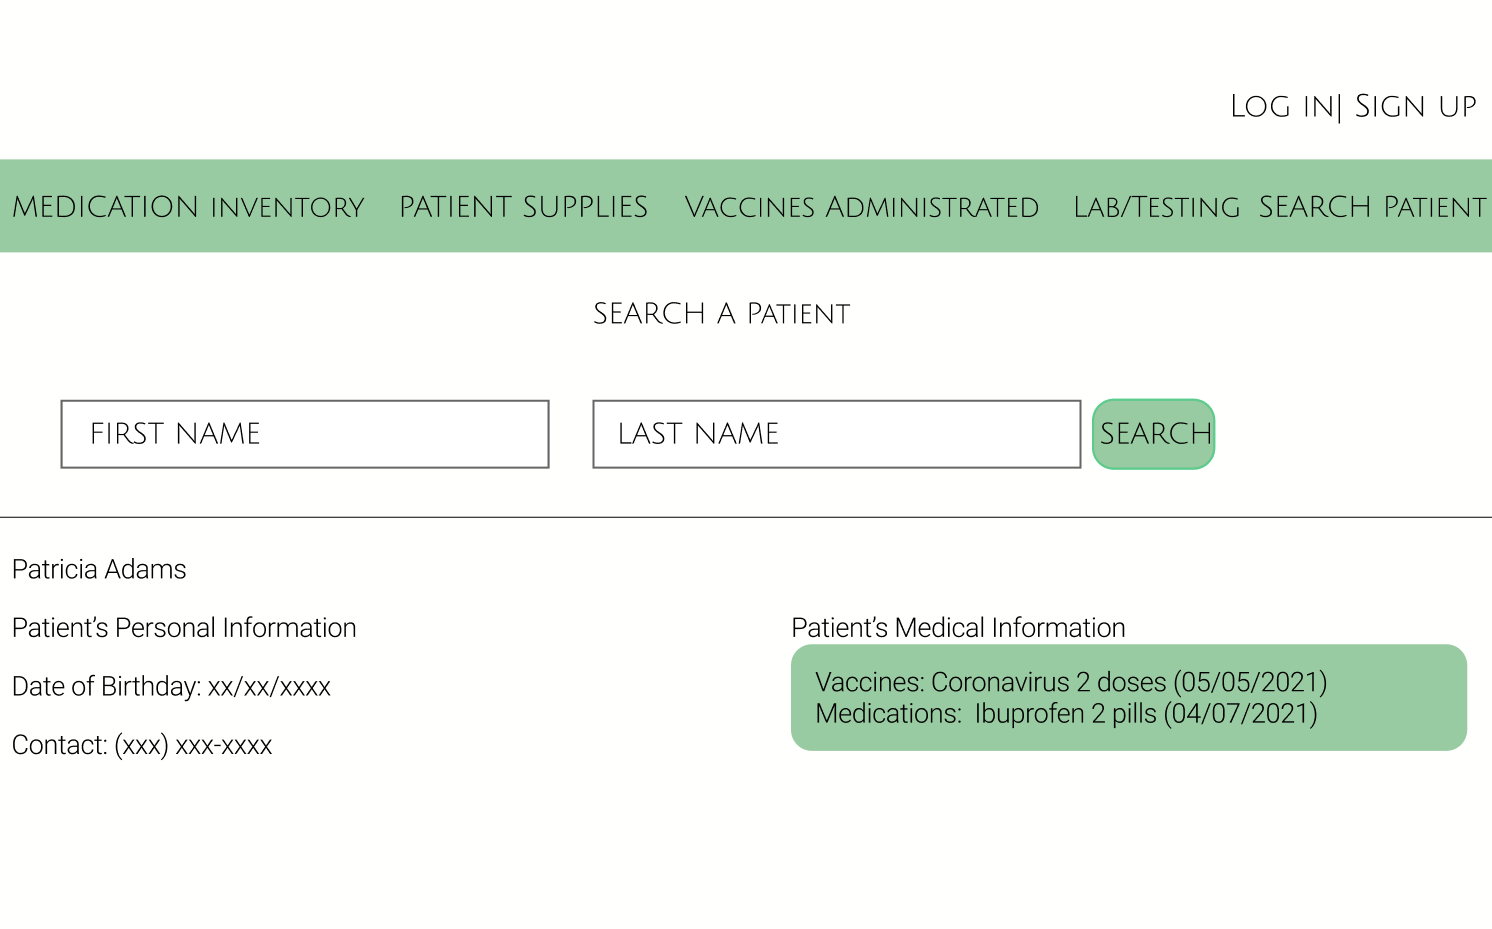 Log in| Sign up
MEDICATION inventory PATIENT SUPPLIES Vaccines Administrated Lab/Testing SEARCH Patient
SEARCH A Patient
FIRST NAME LAST NAME SEARCH
Patricia Adams
Patient’s Personal Information
Date of Birthday: xx/xx/xxxx
Contact: (xxx) xxx-xxxx
Patient’s Medical Information
Vaccines: Coronavirus 2 doses (05/05/2021)
Medications:  Ibuprofen 2 pills (04/07/2021)